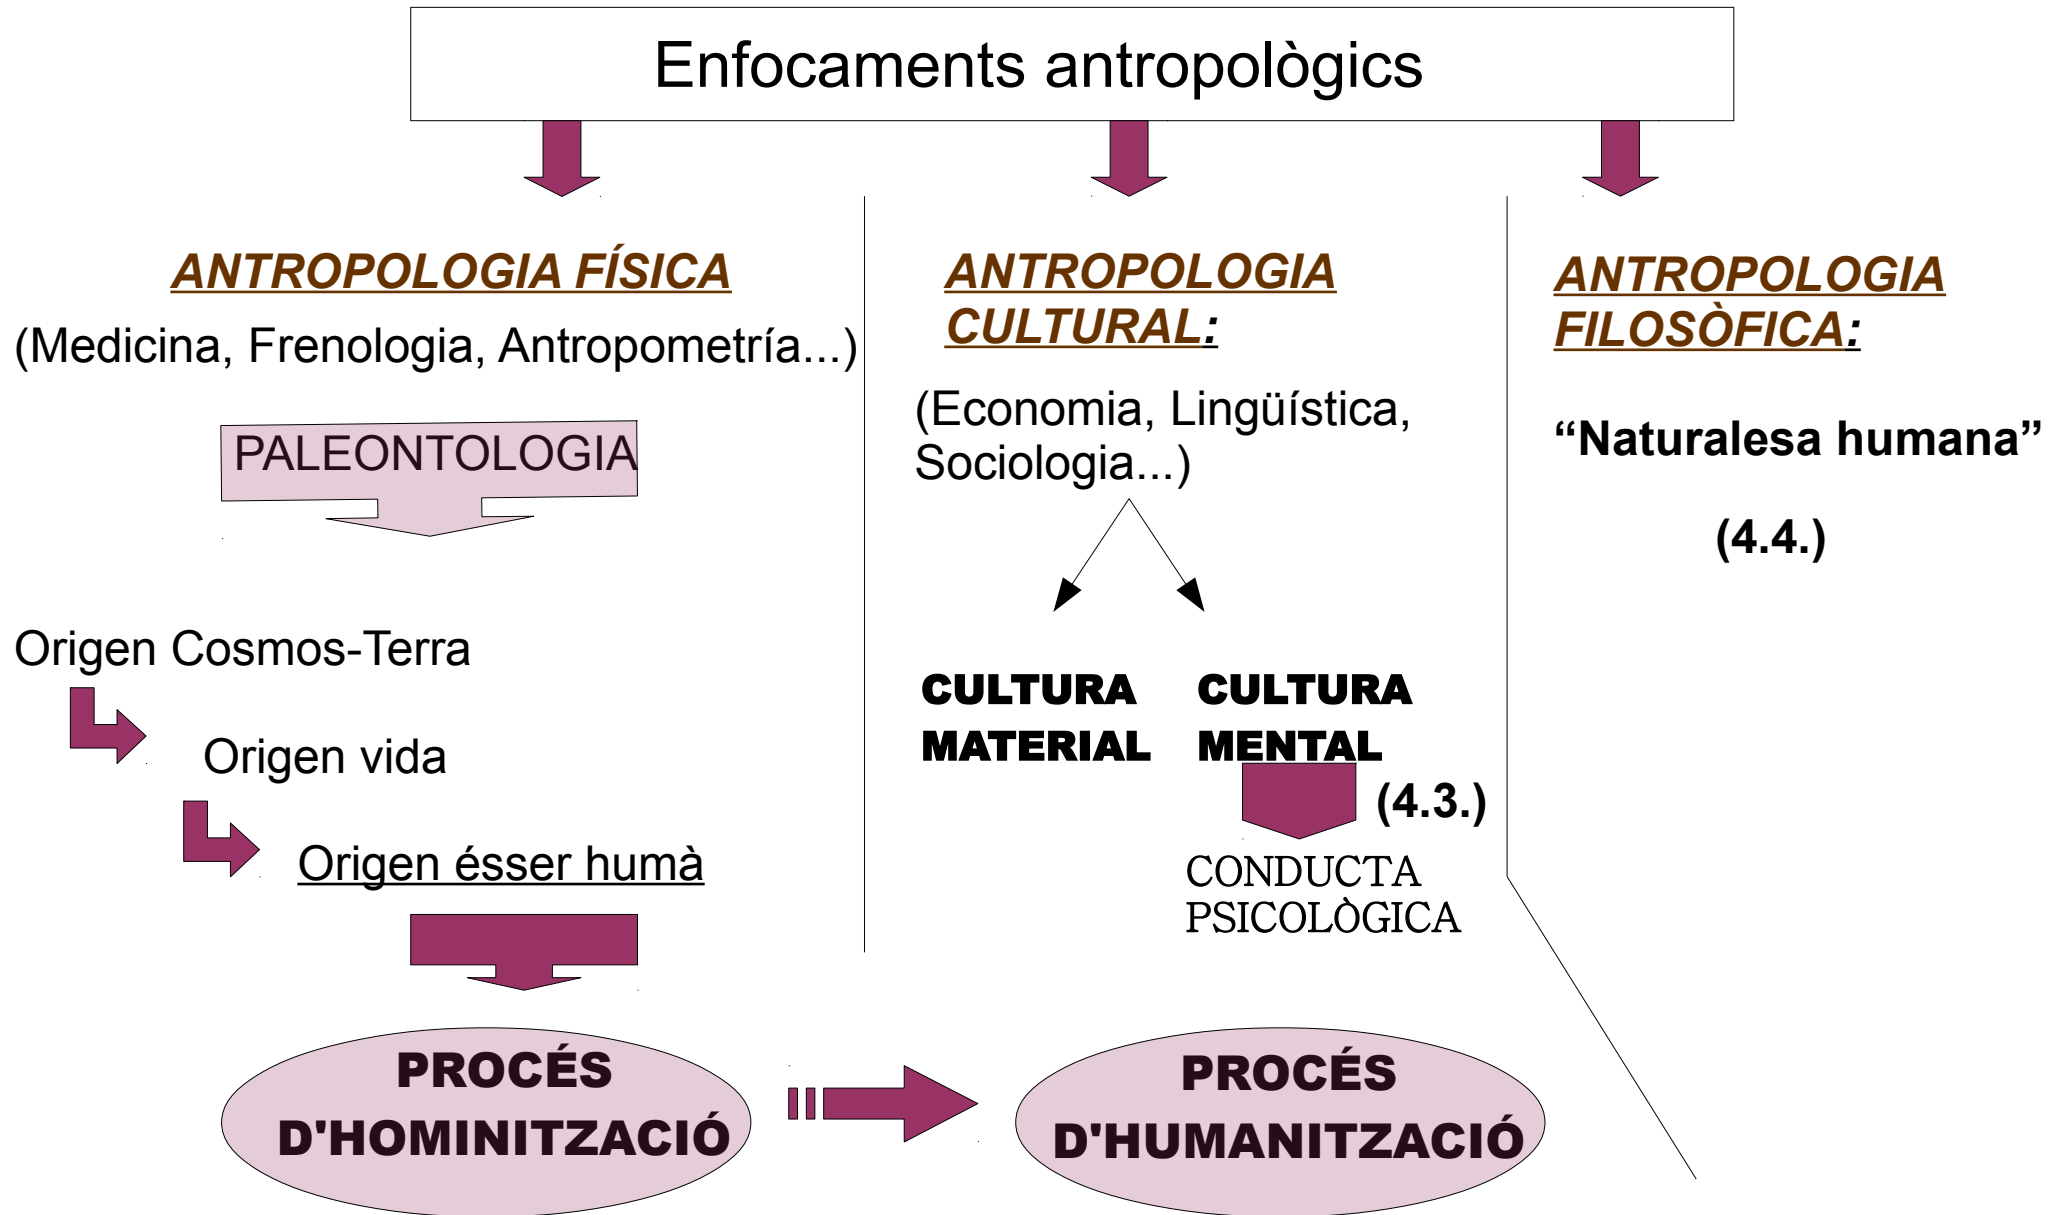 Enfocaments antropològics
ANTROPOLOGIA FÍSICA
(Medicina, Frenologia, Antropometría...)
PALEONTOLOGIA
Origen Cosmos-Terra
Origen vida
Origen ésser humà
PROCÉS
D'HOMINITZACIÓ
ANTROPOLOGIA
CULTURAL:
(Economia, Lingüística,
Sociologia...)
CULTURA
MATERIAL
CULTURA
MENTAL
(4.3.)
CONDUCTA
PSICOLÒGICA
PROCÉS
D'HUMANITZACIÓ
ANTROPOLOGIA
FILOSÒFICA:
“Naturalesa humana”
(4.4.)